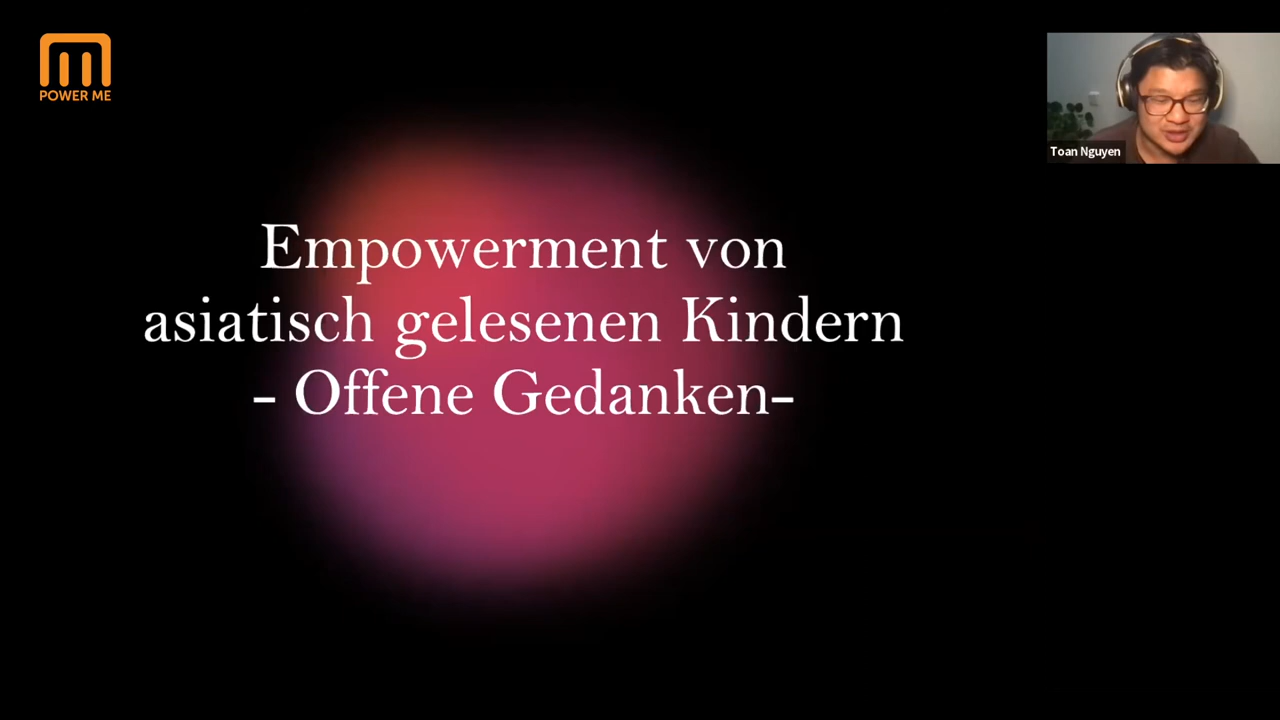 POWER ME
Toan Nguyen
Empowerment von
asiatisch gelesenen Kindern
- Offene Gedanken-